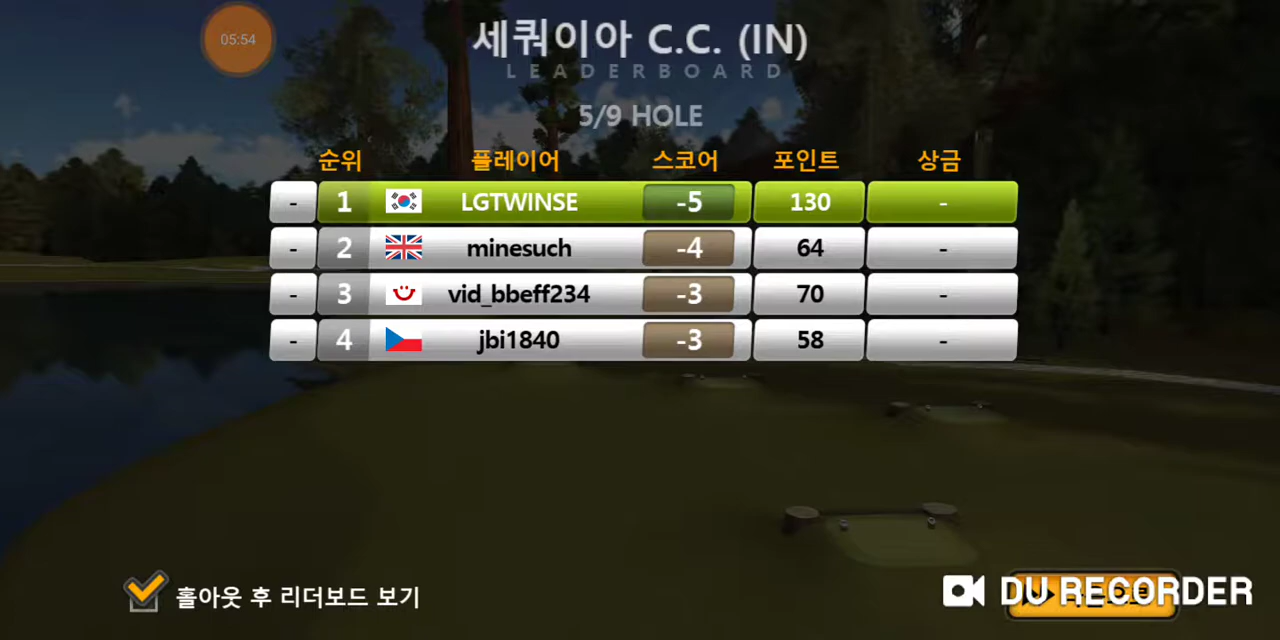 05:54
세쿼이아 C.C. (IN)
LEADERBOARD
5/9 HOLE
순위 플레이어 스코어 포인트 상금
- 1 LGTWINSE -5 130 -
- 2 minesuch -4 64 -
- 3 vid_bbeff234 -3 70 -
- 4 jbi1840 -3 58 -
홀아웃 후 리더보드 보기
DU RECORDER